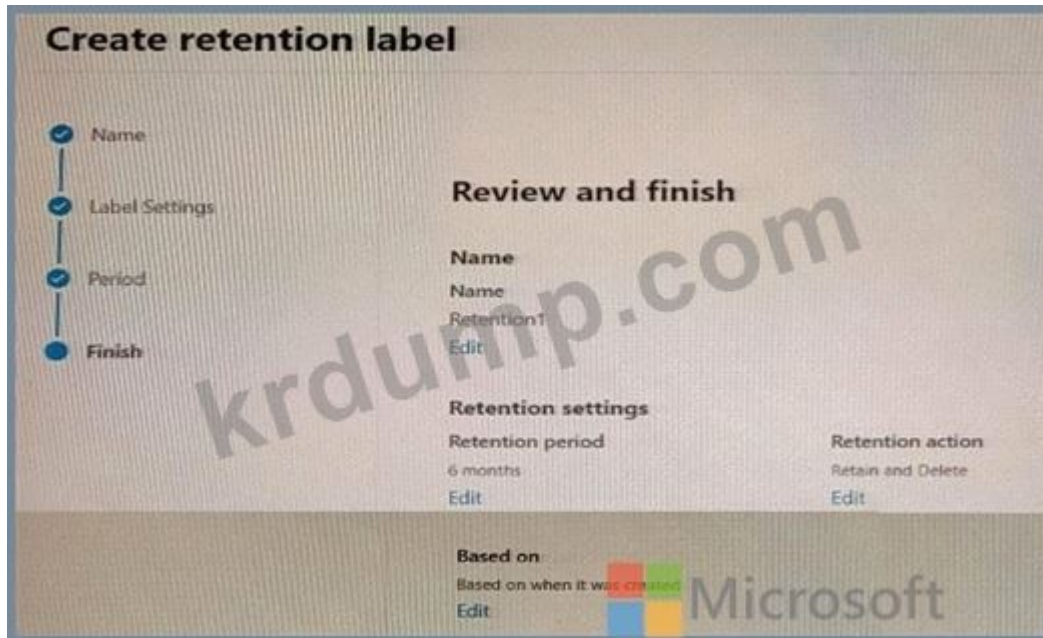 Create retention label
Name
Label Settings
Period
Finish
Review and finish
Name
Name
Retention1
Edit
Retention settings
Retention period
6 months
Edit
Retention action
Retain and Delete
Edit
Based on
Based on when it was created
Edit
krdump.com
Microsoft